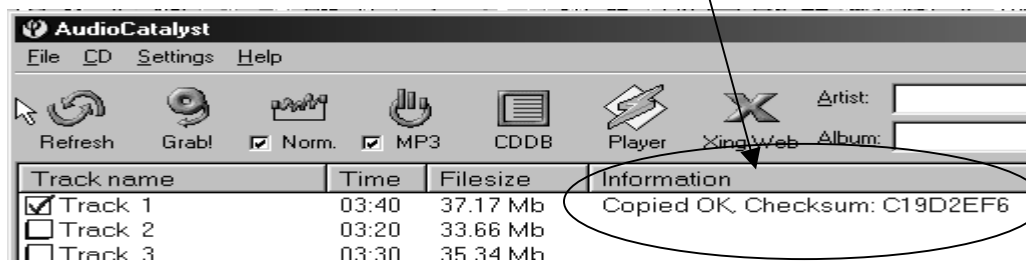 AudioCatalyst
File CD Settings Help
Refresh Grab! Norm. MP3 CDDB Player Xing Web Artist:
Album:
Track name Time Filesize Information
Track 1 03:40 37.17 Mb Copied OK, Checksum: C19D2EF6
Track 2 03:20 33.66 Mb
Track 3 03:30 35.34 Mb